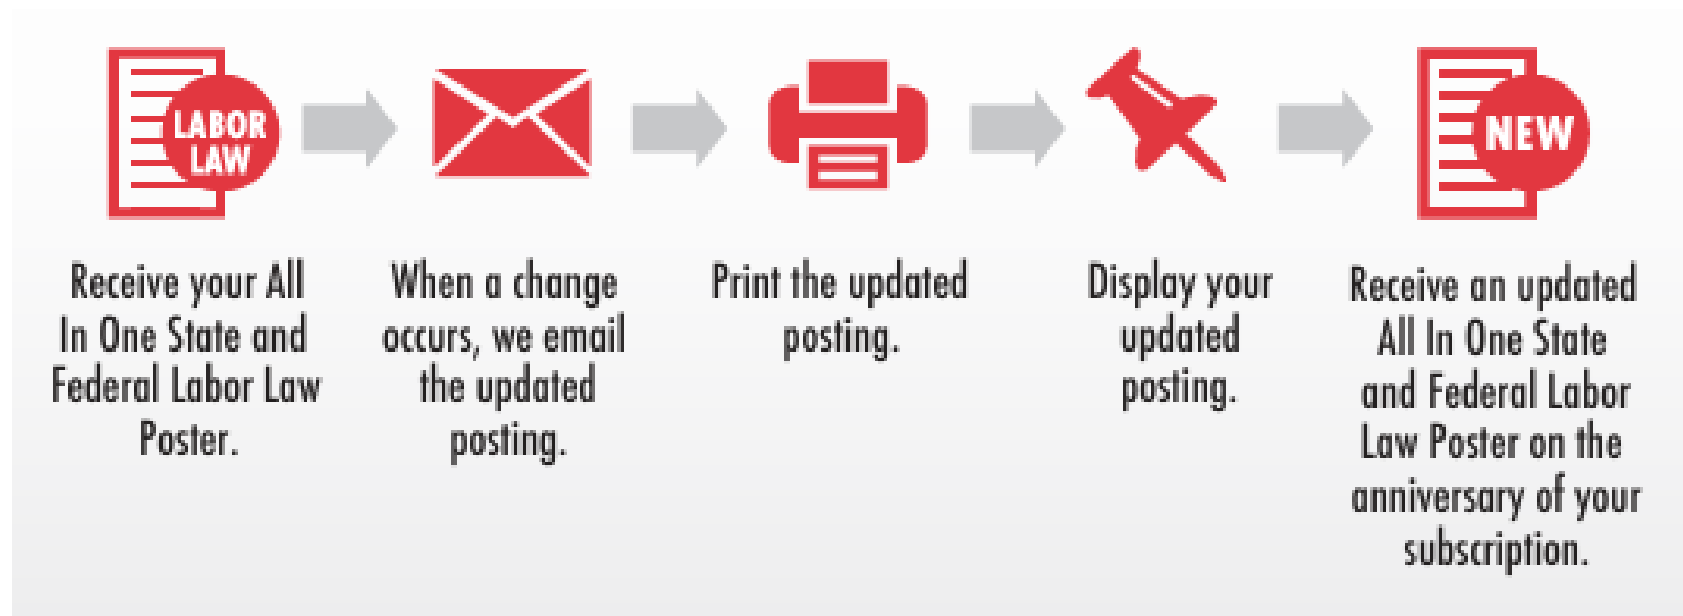 LABOR
LAW
NEW
Receive your All
In One State and
Federal Labor Law
Poster.
When a change
occurs, we email
the updated
posting.
Print the updated
posting.
Display your
updated
posting.
Receive an updated
All In One State
and Federal Labor
Law Poster on the
anniversary of your
subscription.